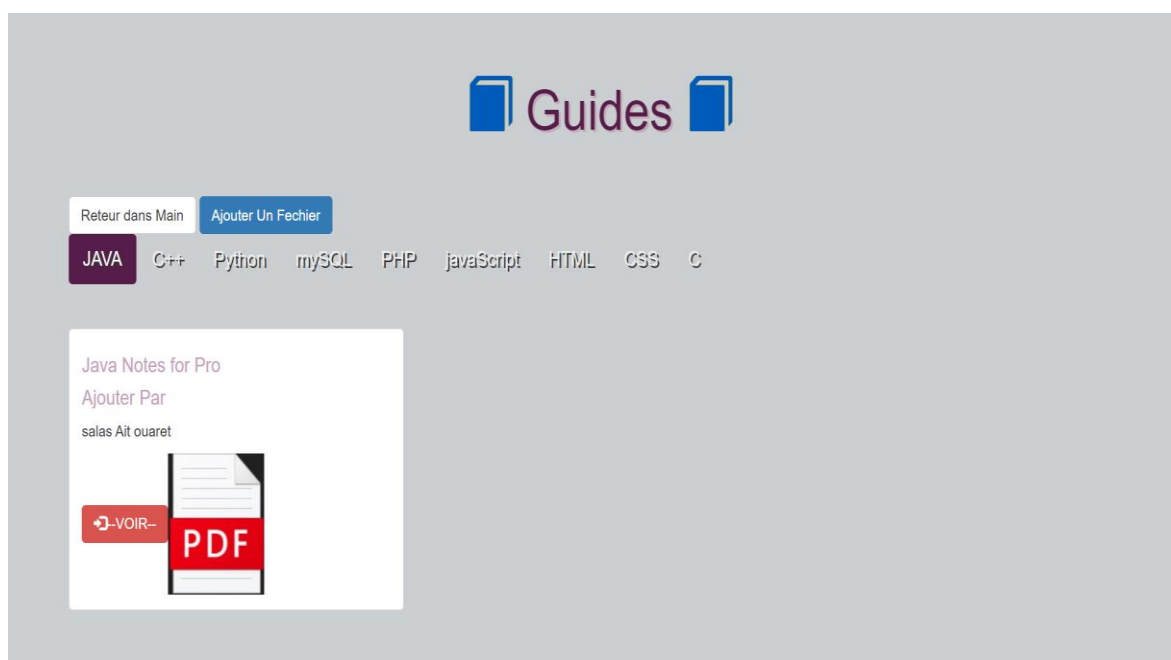 Guides
Reteur dans Main Ajouter Un Fechier
JAVA C++ Python mySQL PHP javaScript HTML CSS C
Java Notes for Pro
Ajouter Par
salas Ait ouaret
--VOIR--
PDF